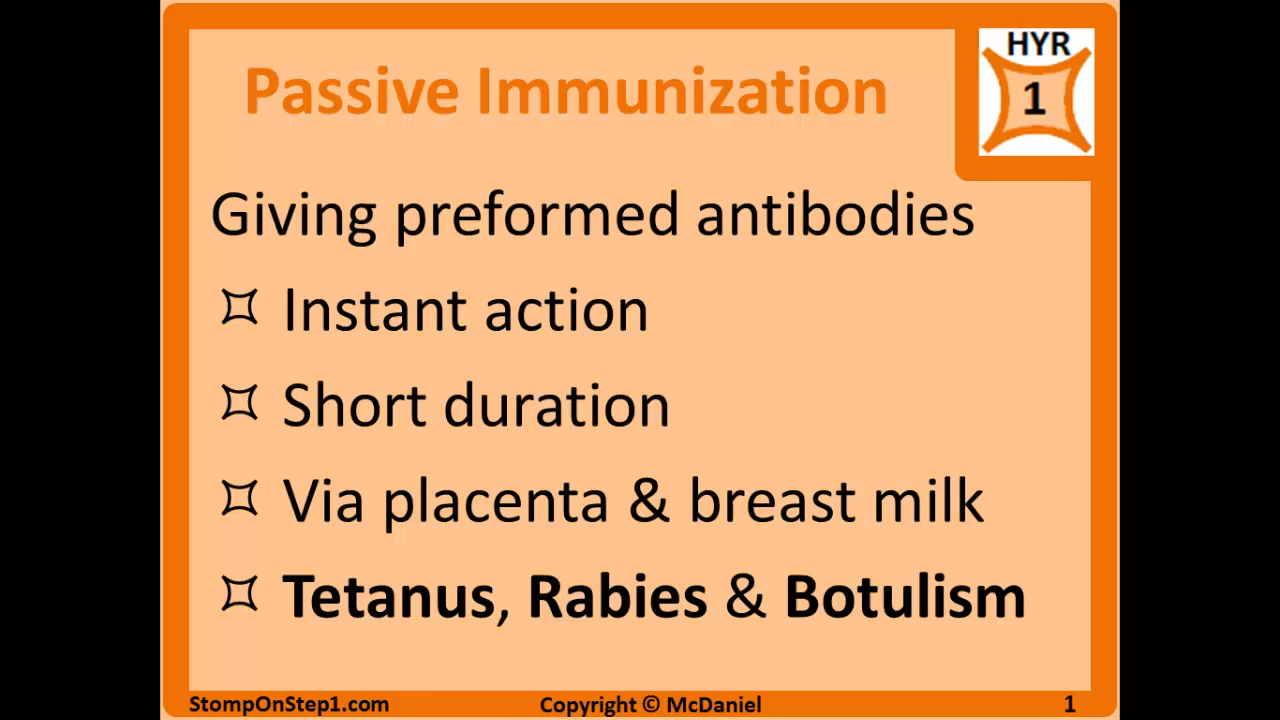 Passive Immunization
HYR
1
Giving preformed antibodies
Instant action
Short duration
Via placenta & breast milk
Tetanus, Rabies & Botulism
StompOnStep1.com
Copyright © McDaniel
1